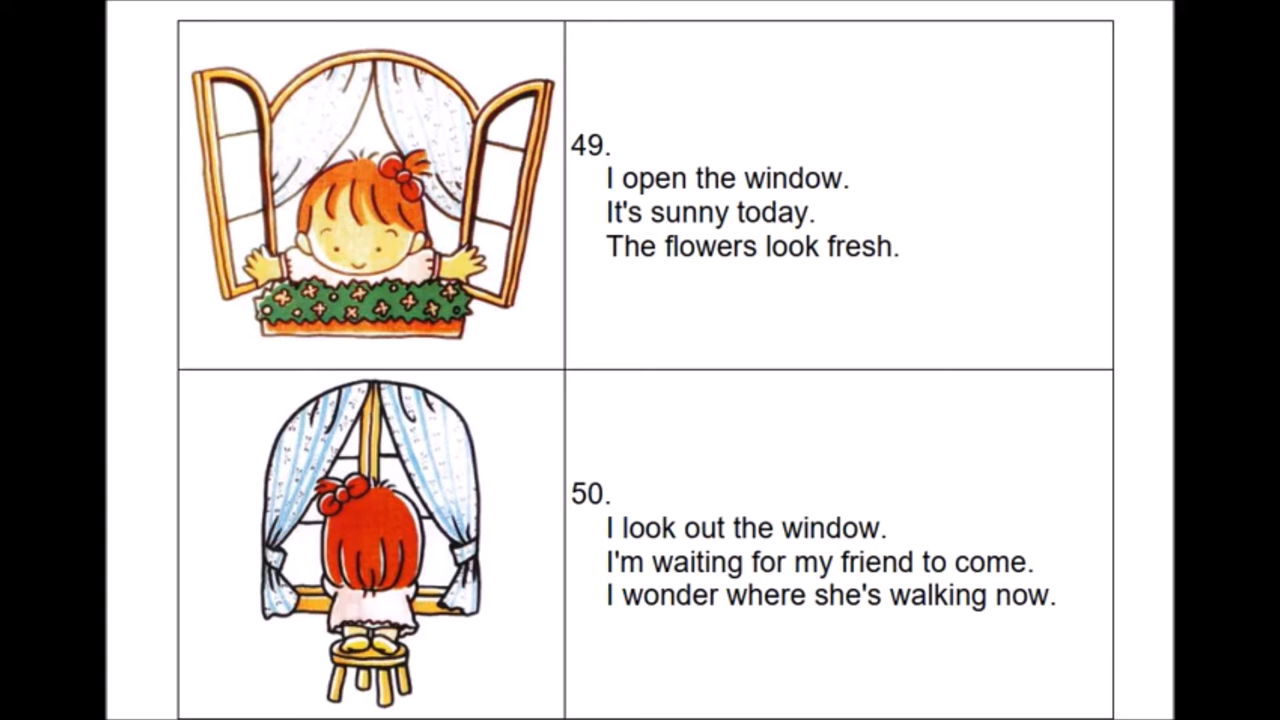 49.
I open the window.
It's sunny today.
The flowers look fresh.
50.
I look out the window.
I'm waiting for my friend to come.
I wonder where she's walking now.